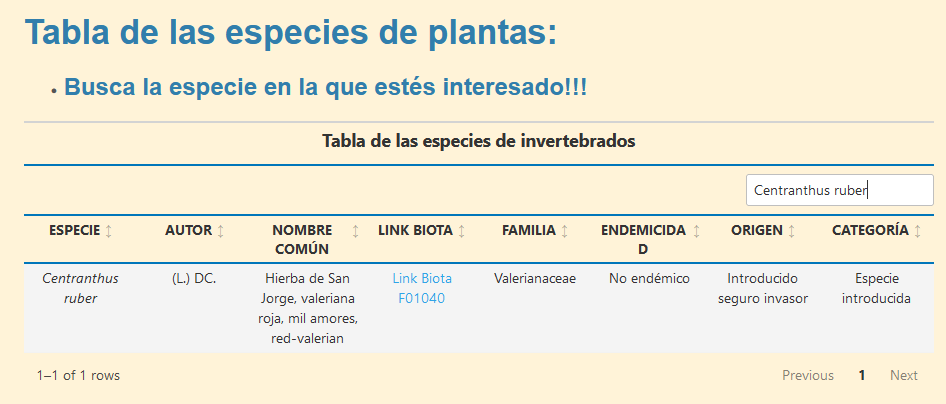 Tabla de las especies de plantas:
• Busca la especie en la que estés interesado!!!
Tabla de las especies de invertebrados
Centranthus ruber
ESPECIE AUTOR NOMBRE COMÚN LINK BIOTA FAMILIA ENDEMICIDAD ORIGEN CATEGORÍA
Centranthus ruber
(L.) DC.
Hierba de San
Jorge, valeriana
roja, mil amores,
red-valerian
Link Biota
F01040
Valerianaceae
No endémico
Introducido
seguro invasor
Especie
introducida
1–1 of 1 rows
Previous 1 Next